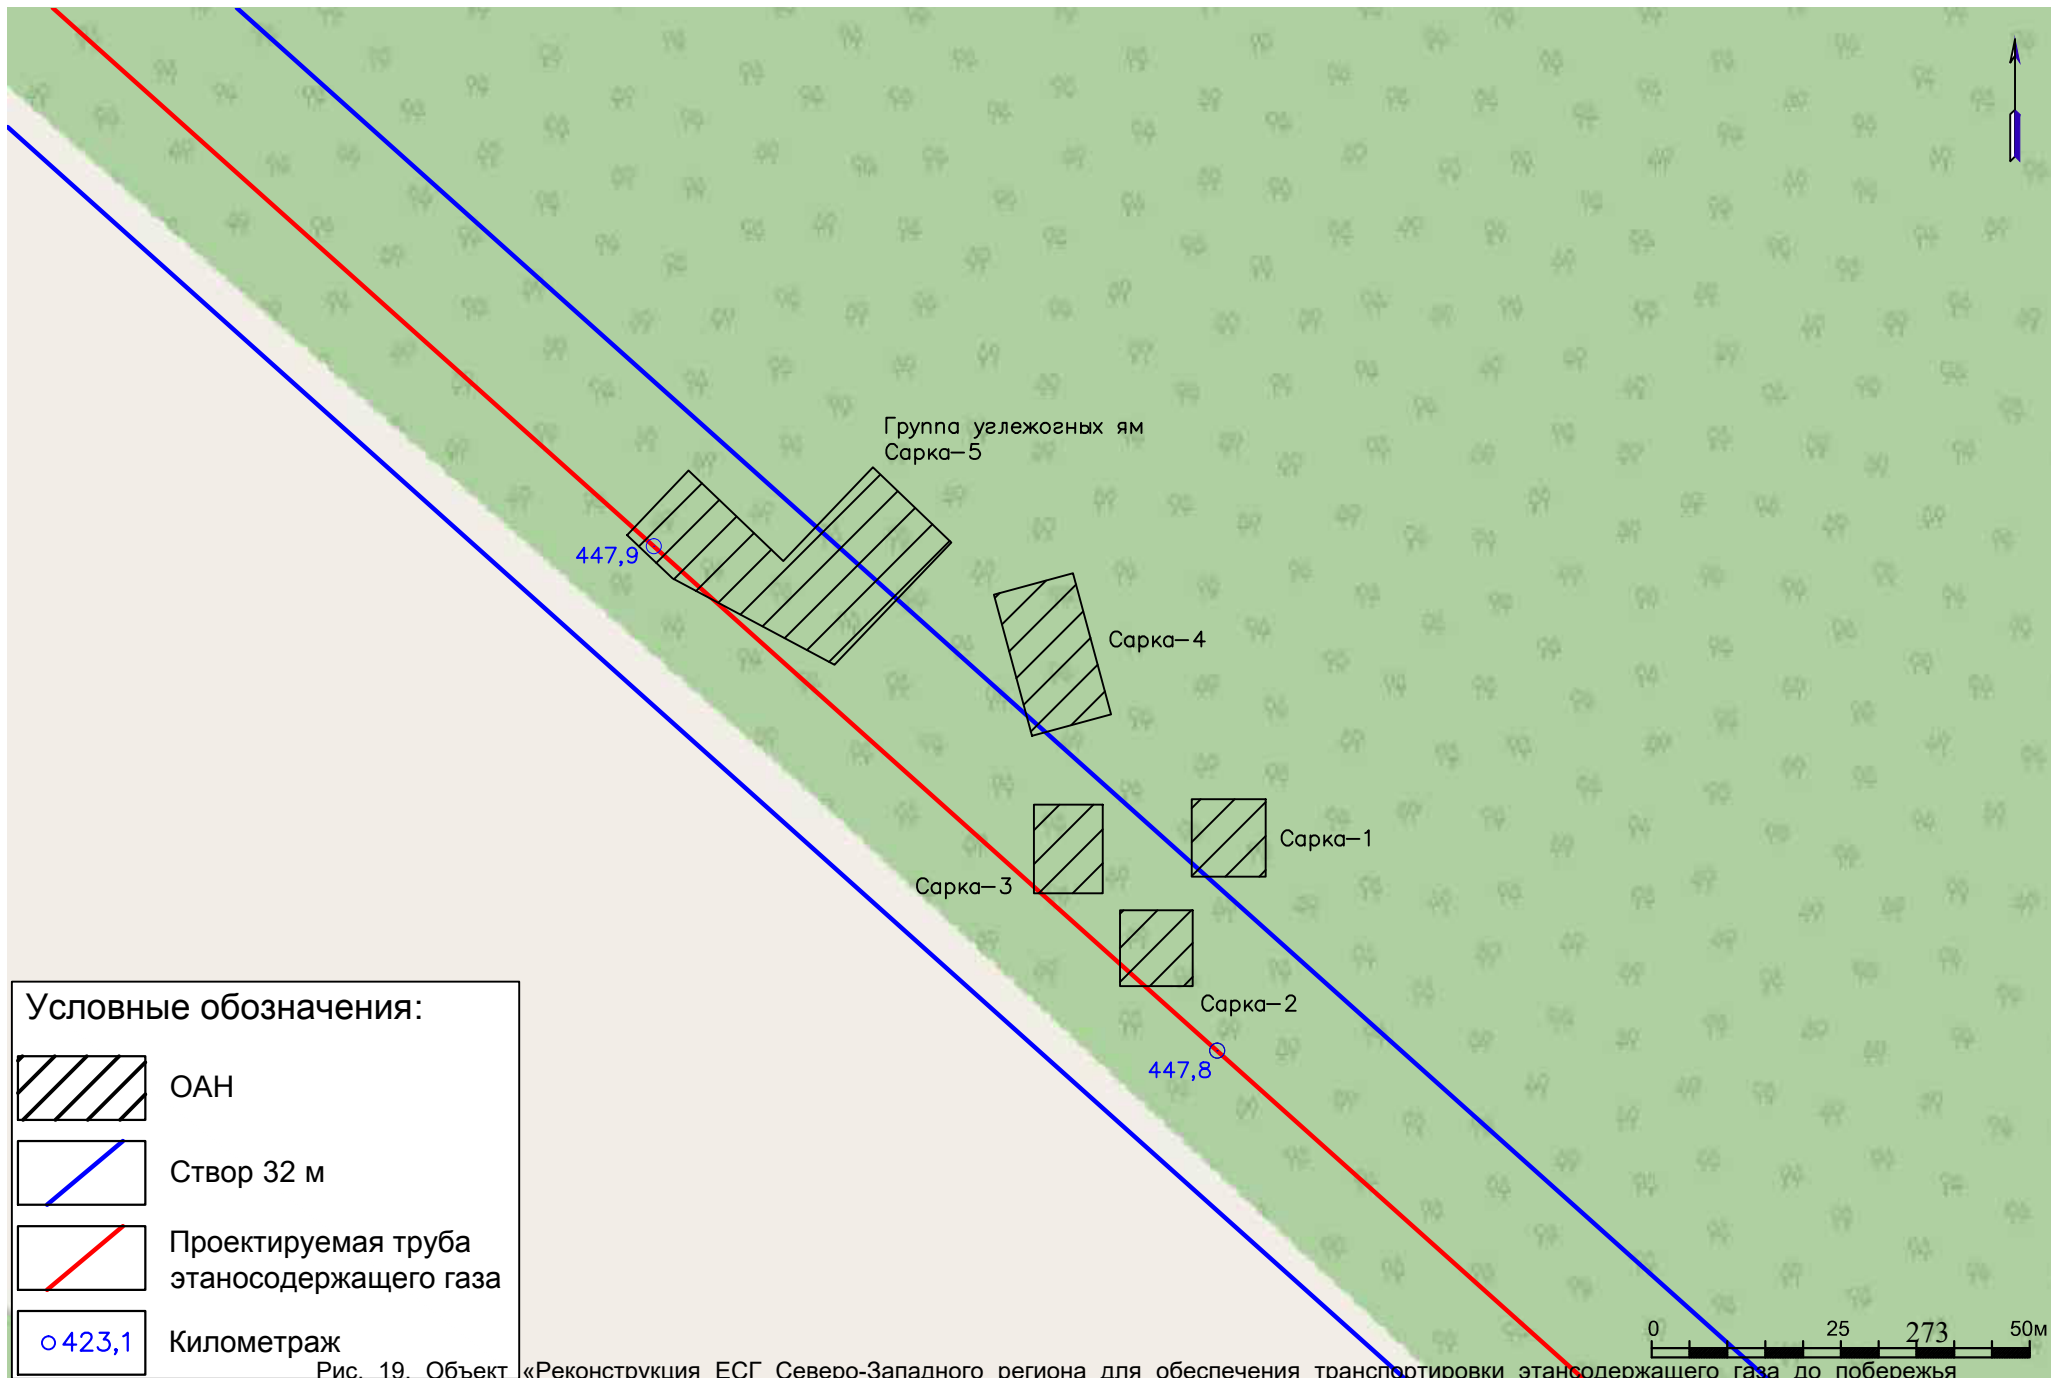 Группа углежогных ям
Сарка-5
447,9
Сарка-4
Сарка-1
Сарка-3
Сарка-2
447,8
Условные обозначения:
ОАН
Створ 32 м
Проектируемая труба
этаносодержащего газа
423,1 Километраж
0 25 50м
273
Рис. 19. Объект «Реконструкция ЕСГ Северо-Западного региона для обеспечения транспортировки этансодержащего газа до побережья